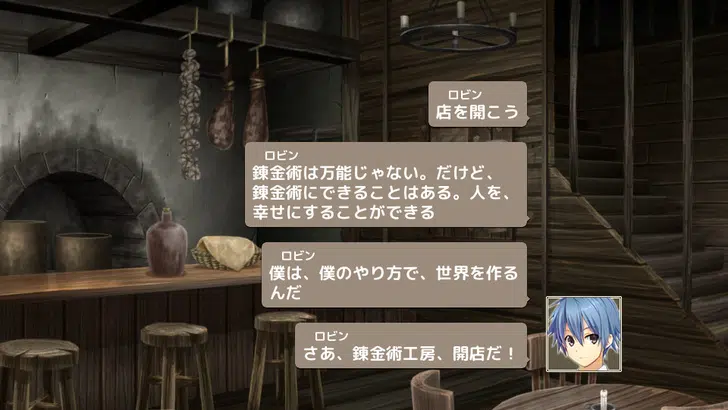 ロビン
店を開こう
ロビン
錬金術は万能じゃない。だけど、
錬金術にできることはある。人を、
幸せにすることができる
ロビン
僕は、僕のやり方で、世界を作る
んだ
ロビン
さあ、錬金術工房、開店だ！